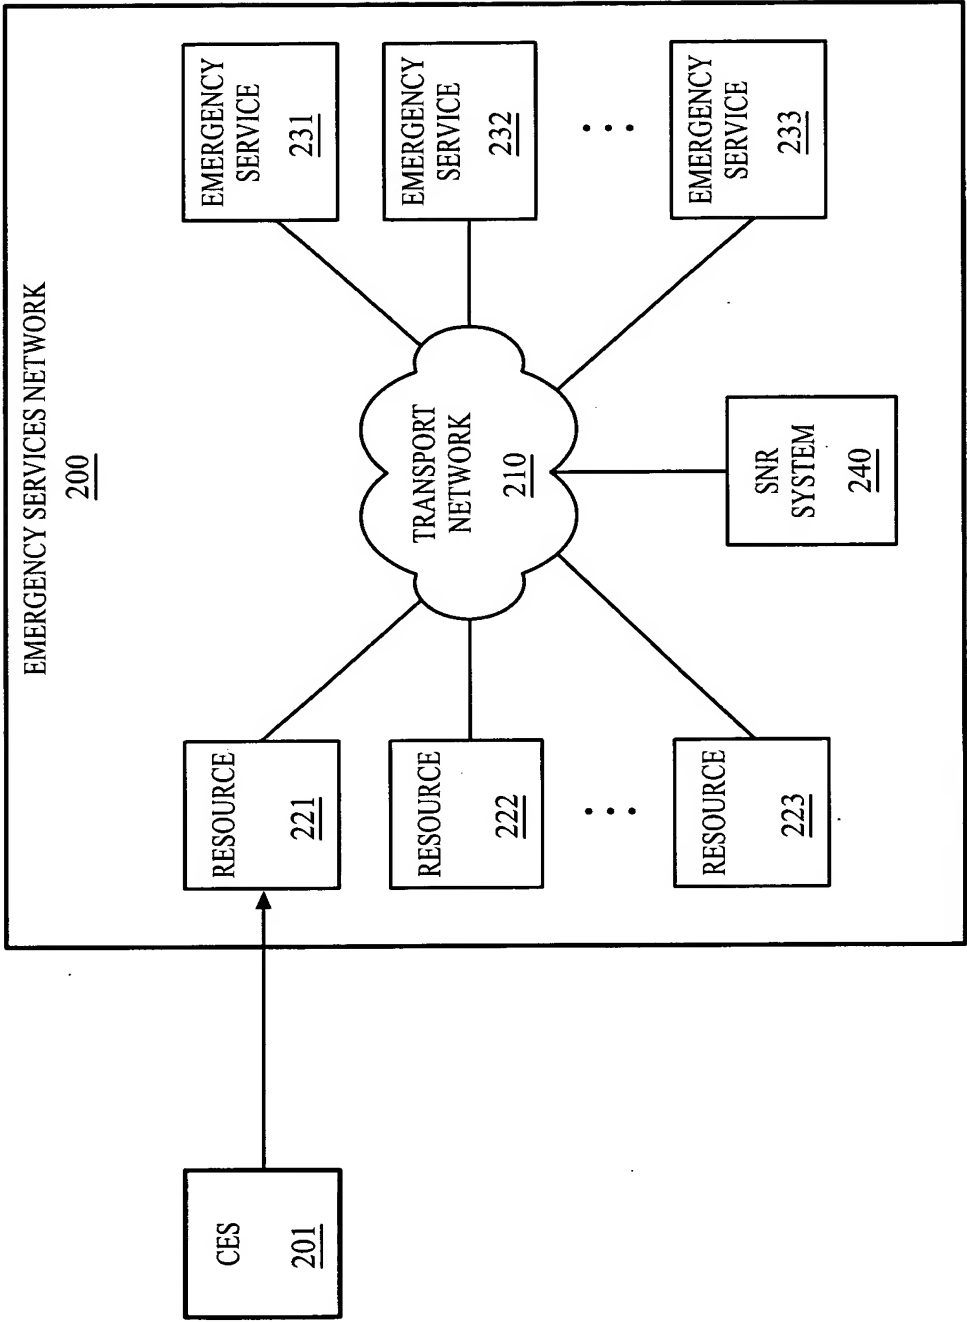 EMERGENCY SERVICES NETWORK
200
CES
201
RESOURCE
221
RESOURCE
222
RESOURCE
223
TRANSPORT
NETWORK
210
SNR
SYSTEM
240
EMERGENCY
SERVICE
231
EMERGENCY
SERVICE
232
EMERGENCY
SERVICE
233